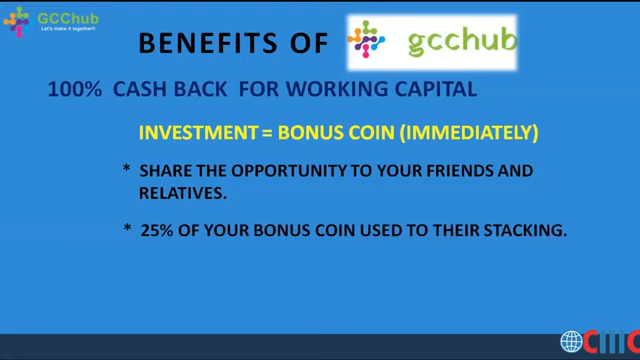 GCChub
Let's make it together!!
BENEFITS OF gcchub
100% CASH BACK FOR WORKING CAPITAL
INVESTMENT = BONUS COIN (IMMEDIATELY)
* SHARE THE OPPORTUNITY TO YOUR FRIENDS AND
RELATIVES.
* 25% OF YOUR BONUS COIN USED TO THEIR STACKING.